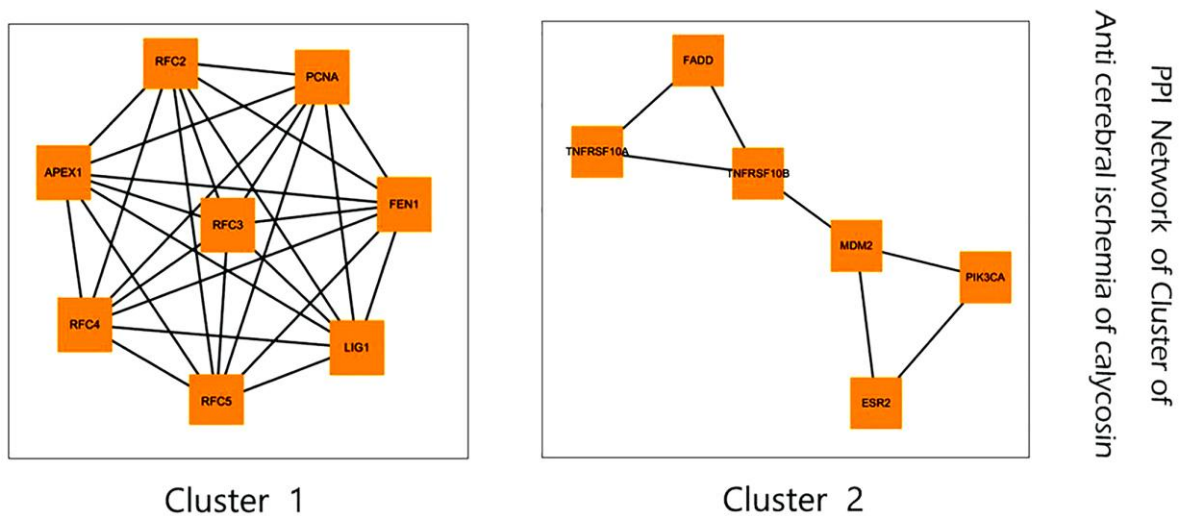 RFC2
PCNA
APEX1
FEN1
RFC3
RFC4
LIG1
RFC5
Cluster 1
FADD
TNFRSF10A
TNFRSF10B
MDM2
PIK3CA
ESR2
Cluster 2
PPI Network of Cluster of
Anti cerebral ischemia of calycosin